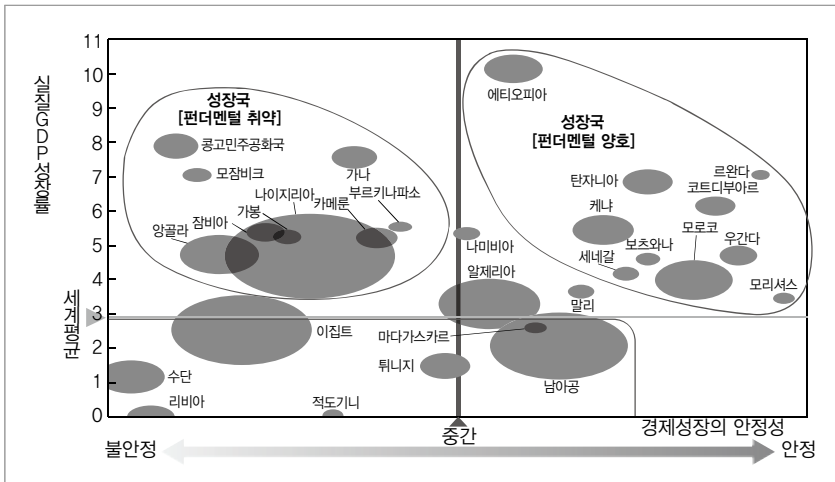 실질GDP성장률
11
10
9
8
7
6
5
4
3
2
1
0
세계평균
성장국
[펀더멘털 취약]
콩고민주공화국
모잠비크
가나
나이지리아
부르키나파소
가봉
카메룬
잠비아
앙골라
에티오피아
성장국
[펀더멘털 양호]
탄자니아
르완다
코트디부아르
케냐
모로코
나미비아
보츠와나
우간다
세네갈
알제리아
말리
모리셔스
이집트
마다가스카르
튀니지
남아공
수단
리비아
적도기니
경제성장의 안정성
불안정
중간
안정